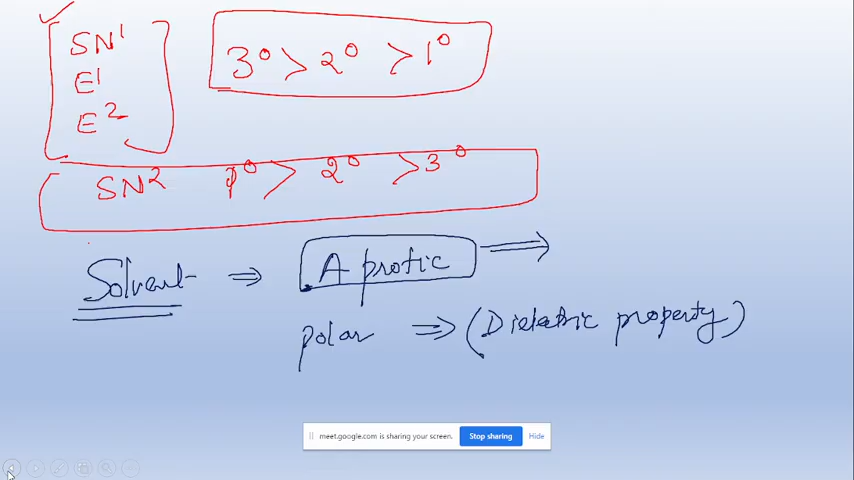 SN¹ 3° > 2° > 1°
E¹
E²
SN² 1° > 2° > 3°
Solvent ⇒ Aprotic ⇒
polar ⇒ (Dielectric property)
meet.google.com is sharing your screen. Stop sharing Hide